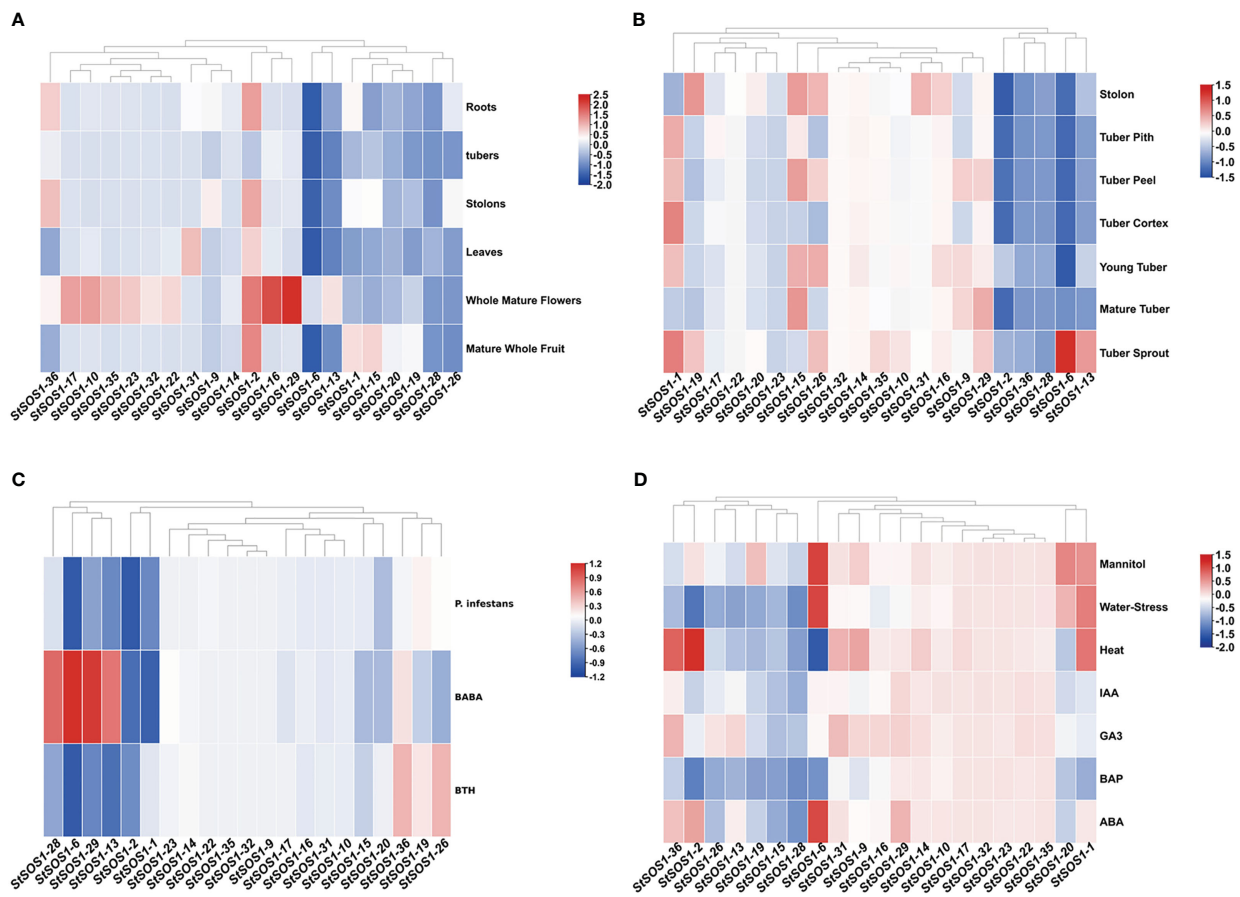 A
2.5
2.0
1.5
1.0
0.5
0.0
-0.5
-1.0
-1.5
-2.0
Roots
tubers
Stolons
Leaves
Whole Mature Flowers
Mature Whole Fruit
StSOS1-36
StSOS1-17
StSOS1-10
StSOS1-35
StSOS1-23
StSOS1-32
StSOS1-22
StSOS1-31
StSOS1-9
StSOS1-14
StSOS1-2
StSOS1-16
StSOS1-29
StSOS1-6
StSOS1-13
StSOS1-1
StSOS1-15
StSOS1-20
StSOS1-19
StSOS1-28
StSOS1-26
B
1.5
1.0
0.5
0.0
-0.5
-1.0
-1.5
Stolon
Tuber Pith
Tuber Peel
Tuber Cortex
Young Tuber
Mature Tuber
Tuber Sprout
StSOS1-1
StSOS1-19
StSOS1-17
StSOS1-22
StSOS1-20
StSOS1-23
StSOS1-15
StSOS1-26
StSOS1-32
StSOS1-14
StSOS1-35
StSOS1-10
StSOS1-31
StSOS1-16
StSOS1-9
StSOS1-29
StSOS1-2
StSOS1-36
StSOS1-28
StSOS1-6
StSOS1-13
C
1.2
0.9
0.6
0.3
0.0
-0.3
-0.6
-0.9
-1.2
P. infestans
BABA
BTH
StSOS1-28
StSOS1-6
StSOS1-29
StSOS1-13
StSOS1-2
StSOS1-1
StSOS1-23
StSOS1-14
StSOS1-22
StSOS1-35
StSOS1-32
StSOS1-9
StSOS1-17
StSOS1-16
StSOS1-31
StSOS1-10
StSOS1-15
StSOS1-20
StSOS1-36
StSOS1-19
StSOS1-26
D
1.5
1.0
0.5
0.0
-0.5
-1.0
-1.5
-2.0
Mannitol
Water-Stress
Heat
IAA
GA3
BAP
ABA
StSOS1-36
StSOS1-2
StSOS1-26
StSOS1-13
StSOS1-19
StSOS1-15
StSOS1-28
StSOS1-6
StSOS1-31
StSOS1-9
StSOS1-16
StSOS1-29
StSOS1-14
StSOS1-10
StSOS1-17
StSOS1-32
StSOS1-23
StSOS1-22
StSOS1-35
StSOS1-20
StSOS1-1